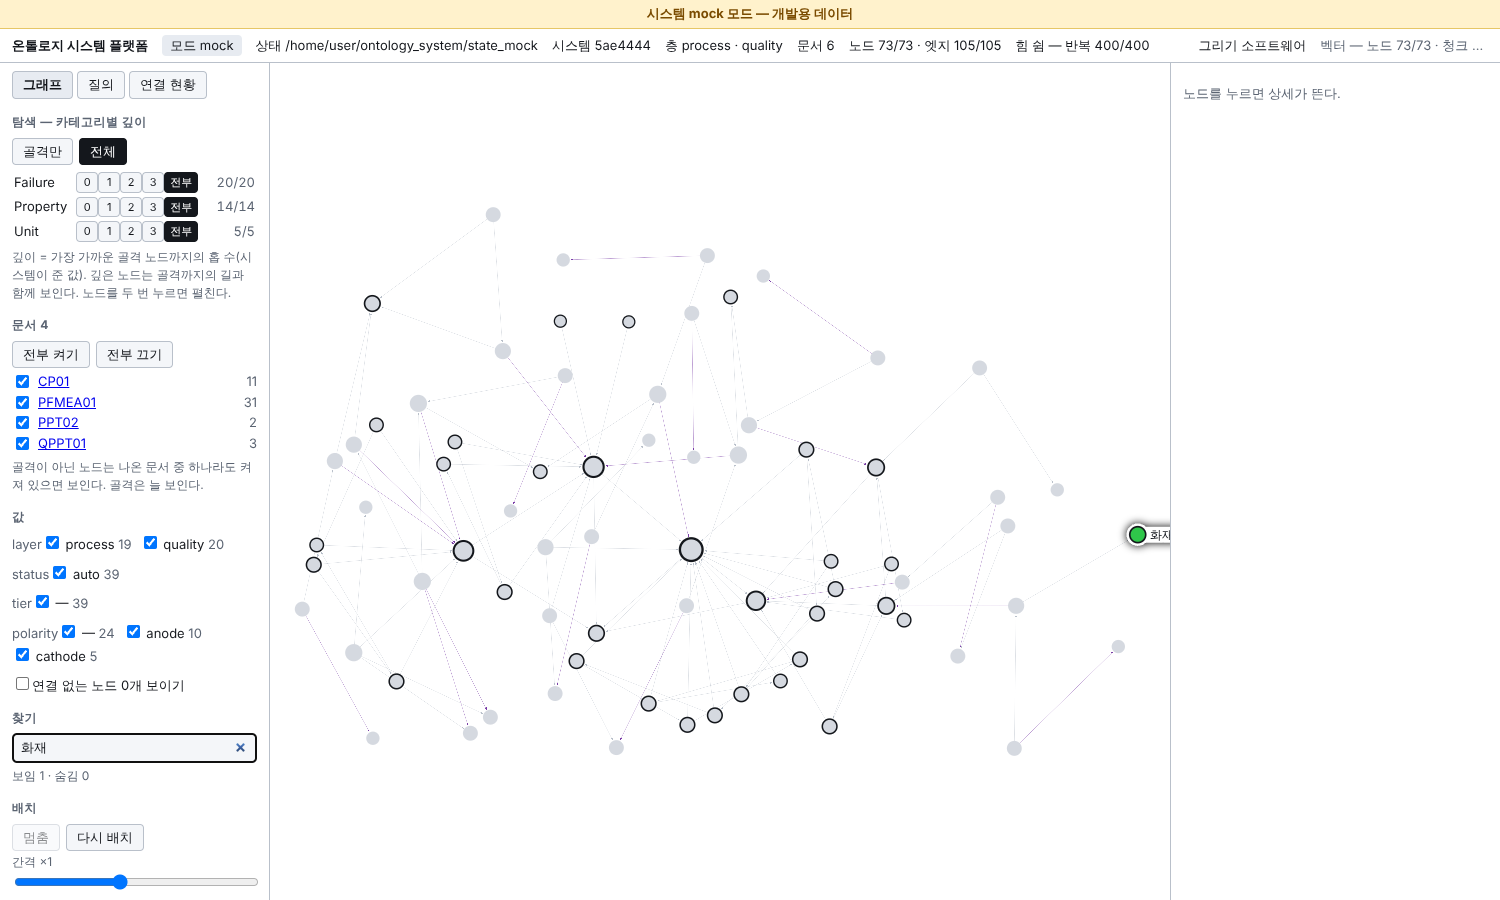 시스템 mock 모드 — 개발용 데이터
온톨로지 시스템 플랫폼 모드 mock 상태 /home/user/ontology_system/state_mock 시스템 5ae4444 층 process · quality 문서 6 노드 73/73 · 엣지 105/105 힘 쉼 — 반복 400/400 그리기 소프트웨어 벡터 — 노드 73/73 · 청크 ...
그래프 질의 연결 현황
노드를 누르면 상세가 뜬다.
탐색 — 카테고리별 깊이
골격만 전체
Failure 0 1 2 3 전부 20/20
Property 0 1 2 3 전부 14/14
Unit 0 1 2 3 전부 5/5
깊이 = 가장 가까운 골격 노드까지의 홉 수(시
스템이 준 값). 깊은 노드는 골격까지의 길과
함께 보인다. 노드를 두 번 누르면 펼친다.
문서 4
전부 켜기 전부 끄기
CP01 11
PFMEA01 31
PPT02 2
QPPT01 3
골격이 아닌 노드는 나온 문서 중 하나라도 켜
져 있으면 보인다. 골격은 늘 보인다.
값
layer process 19 quality 20
status auto 39
tier — 39
polarity — 24 anode 10
cathode 5
연결 없는 노드 0개 보이기
찾기
화재 ×
보임 1 · 숨김 0
배치
멈춤 다시 배치
간격 ×1
화재